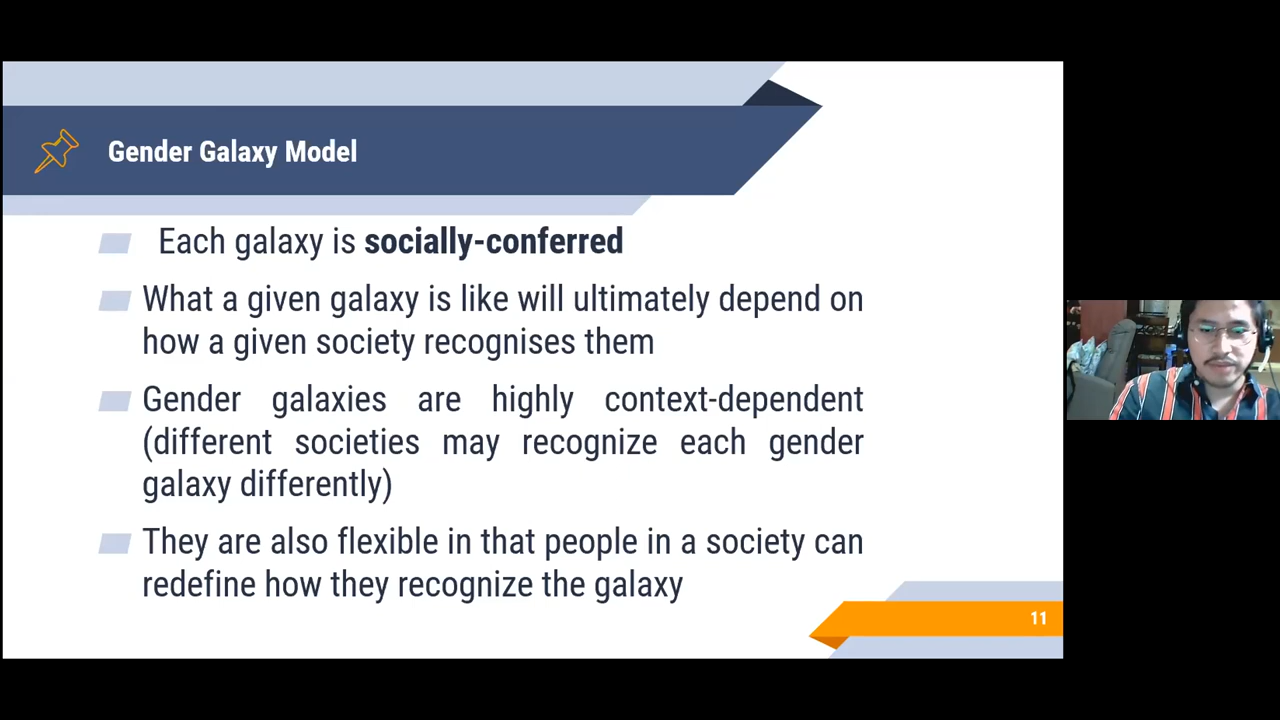 Gender Galaxy Model
Each galaxy is socially-conferred
What a given galaxy is like will ultimately depend on
how a given society recognises them
Gender galaxies are highly context-dependent
(different societies may recognize each gender
galaxy differently)
They are also flexible in that people in a society can
redefine how they recognize the galaxy
11